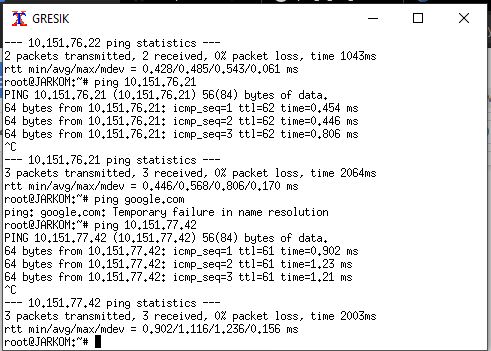 GRESIK
--- 10.151.76.22 ping statistics ---
2 packets transmitted, 2 received, 0% packet loss, time 1043ms
rtt min/avg/max/mdev = 0.428/0.485/0.543/0.061 ms
root@JARKOM:~# ping 10.151.76.21
PING 10.151.76.21 (10.151.76.21) 56(84) bytes of data.
64 bytes from 10.151.76.21: icmp_seq=1 ttl=62 time=0.454 ms
64 bytes from 10.151.76.21: icmp_seq=2 ttl=62 time=0.446 ms
64 bytes from 10.151.76.21: icmp_seq=3 ttl=62 time=0.806 ms
^C
--- 10.151.76.21 ping statistics ---
3 packets transmitted, 3 received, 0% packet loss, time 2064ms
rtt min/avg/max/mdev = 0.446/0.568/0.806/0.170 ms
root@JARKOM:~# ping google.com
ping: google.com: Temporary failure in name resolution
root@JARKOM:~# ping 10.151.77.42
PING 10.151.77.42 (10.151.77.42) 56(84) bytes of data.
64 bytes from 10.151.77.42: icmp_seq=1 ttl=61 time=0.902 ms
64 bytes from 10.151.77.42: icmp_seq=2 ttl=61 time=1.23 ms
64 bytes from 10.151.77.42: icmp_seq=3 ttl=61 time=1.21 ms
^C
--- 10.151.77.42 ping statistics ---
3 packets transmitted, 3 received, 0% packet loss, time 2003ms
rtt min/avg/max/mdev = 0.902/1.116/1.236/0.156 ms
root@JARKOM:~#